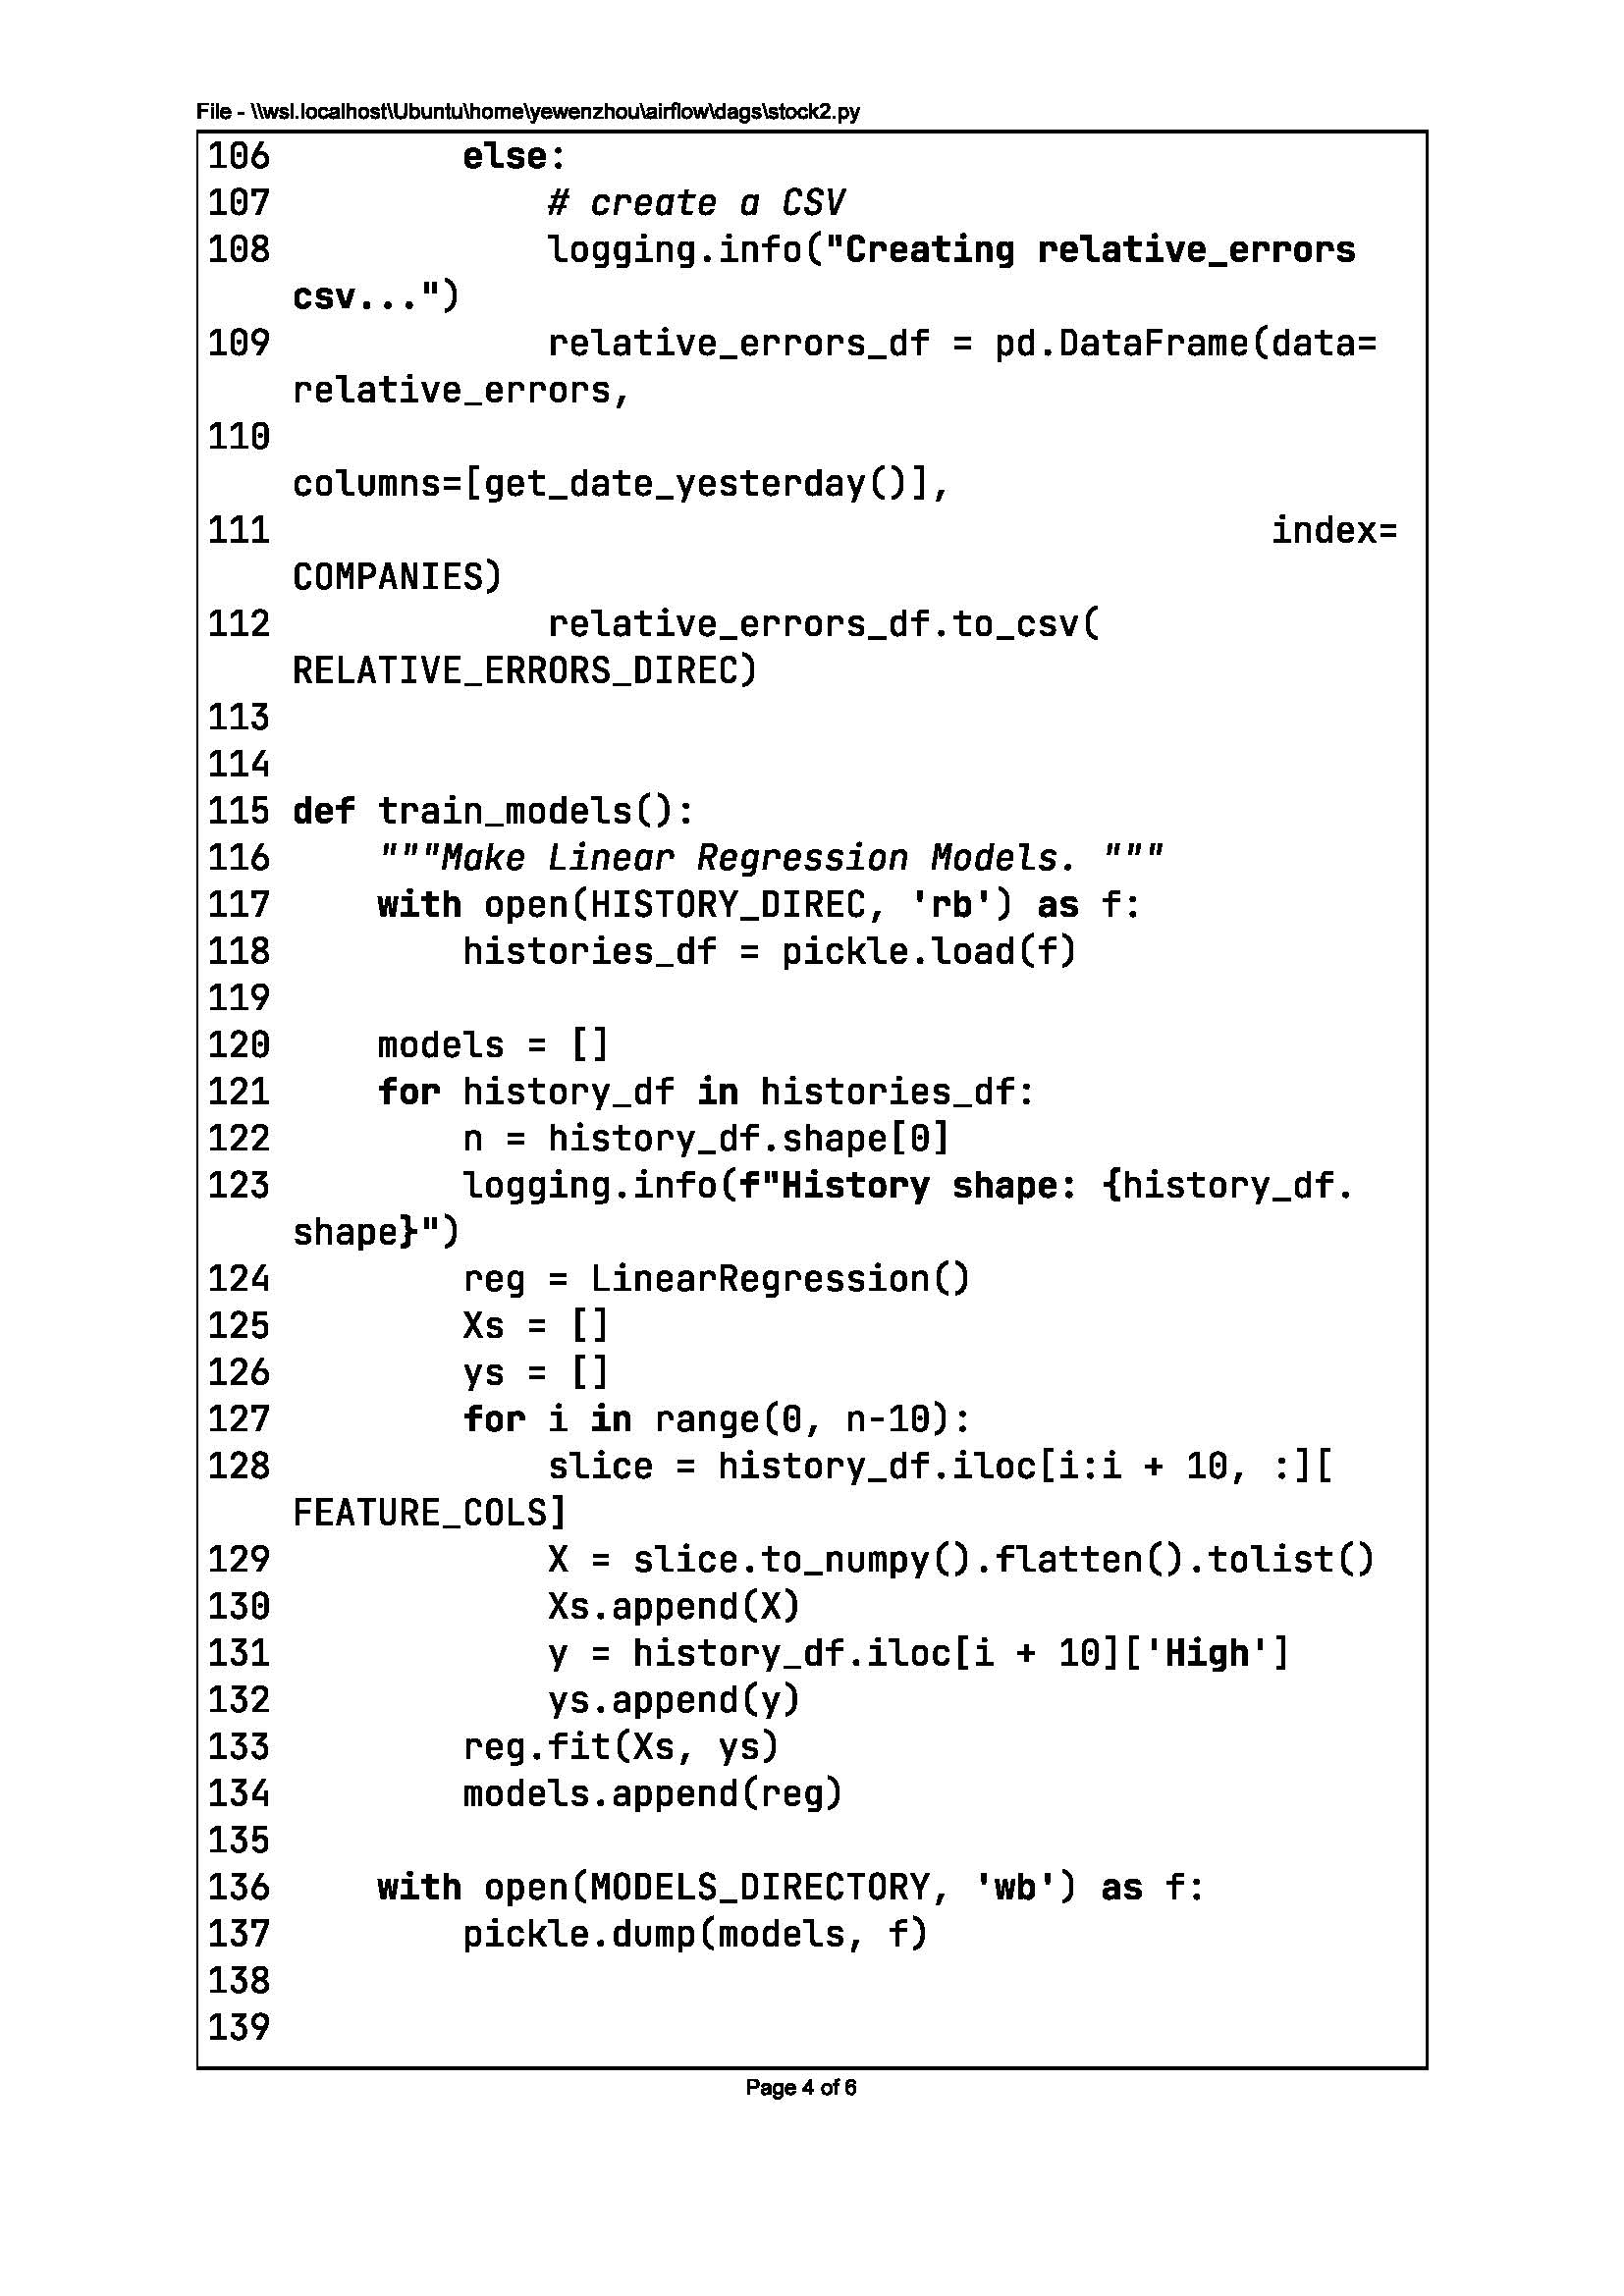 File - \\wsl.localhost\Ubuntu\home\yewenzhou\airflow\dags\stock2.py
106         else:
107             # create a CSV
108             logging.info("Creating relative_errors
    csv...")
109             relative_errors_df = pd.DataFrame(data=
    relative_errors,
110
    columns=[get_date_yesterday()],
111                                               index=
    COMPANIES)
112             relative_errors_df.to_csv(
    RELATIVE_ERRORS_DIREC)
113
114
115 def train_models():
116     """Make Linear Regression Models. """
117     with open(HISTORY_DIREC, 'rb') as f:
118         histories_df = pickle.load(f)
119
120     models = []
121     for history_df in histories_df:
122         n = history_df.shape[0]
123         logging.info(f"History shape: {history_df.
    shape}")
124         reg = LinearRegression()
125         Xs = []
126         ys = []
127         for i in range(0, n-10):
128             slice = history_df.iloc[i:i + 10, :][
    FEATURE_COLS]
129             X = slice.to_numpy().flatten().tolist()
130             Xs.append(X)
131             y = history_df.iloc[i + 10]['High']
132             ys.append(y)
133         reg.fit(Xs, ys)
134         models.append(reg)
135
136     with open(MODELS_DIRECTORY, 'wb') as f:
137         pickle.dump(models, f)
138
139
Page 4 of 6